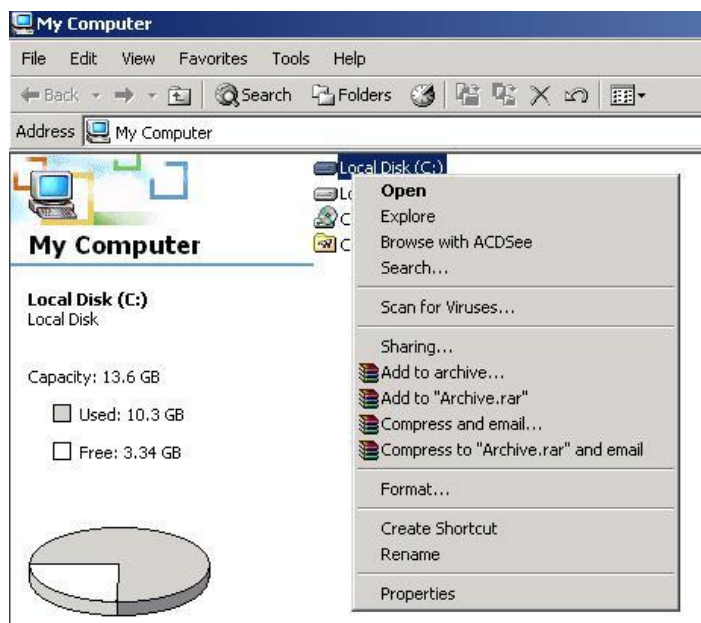 My Computer
File Edit View Favorites Tools Help
Back Search Folders
Address My Computer
My Computer
Local Disk (C:)
Local Disk
Capacity: 13.6 GB
Used: 10.3 GB
Free: 3.34 GB
Local Disk (C:)
Open
Explore
Browse with ACDSee
Search...
Scan for Viruses...
Sharing...
Add to archive...
Add to "Archive.rar"
Compress and email...
Compress to "Archive.rar" and email
Format...
Create Shortcut
Rename
Properties